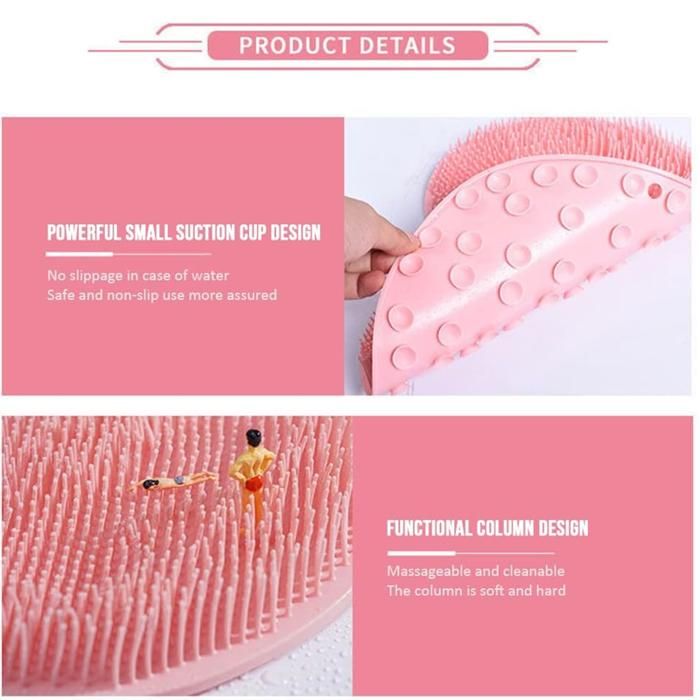 PRODUCT DETAILS
POWERFUL SMALL SUCTION CUP DESIGN
No slippage in case of water
Safe and non-slip use more assured
FUNCTIONAL COLUMN DESIGN
Massageable and cleanable
The column is soft and hard